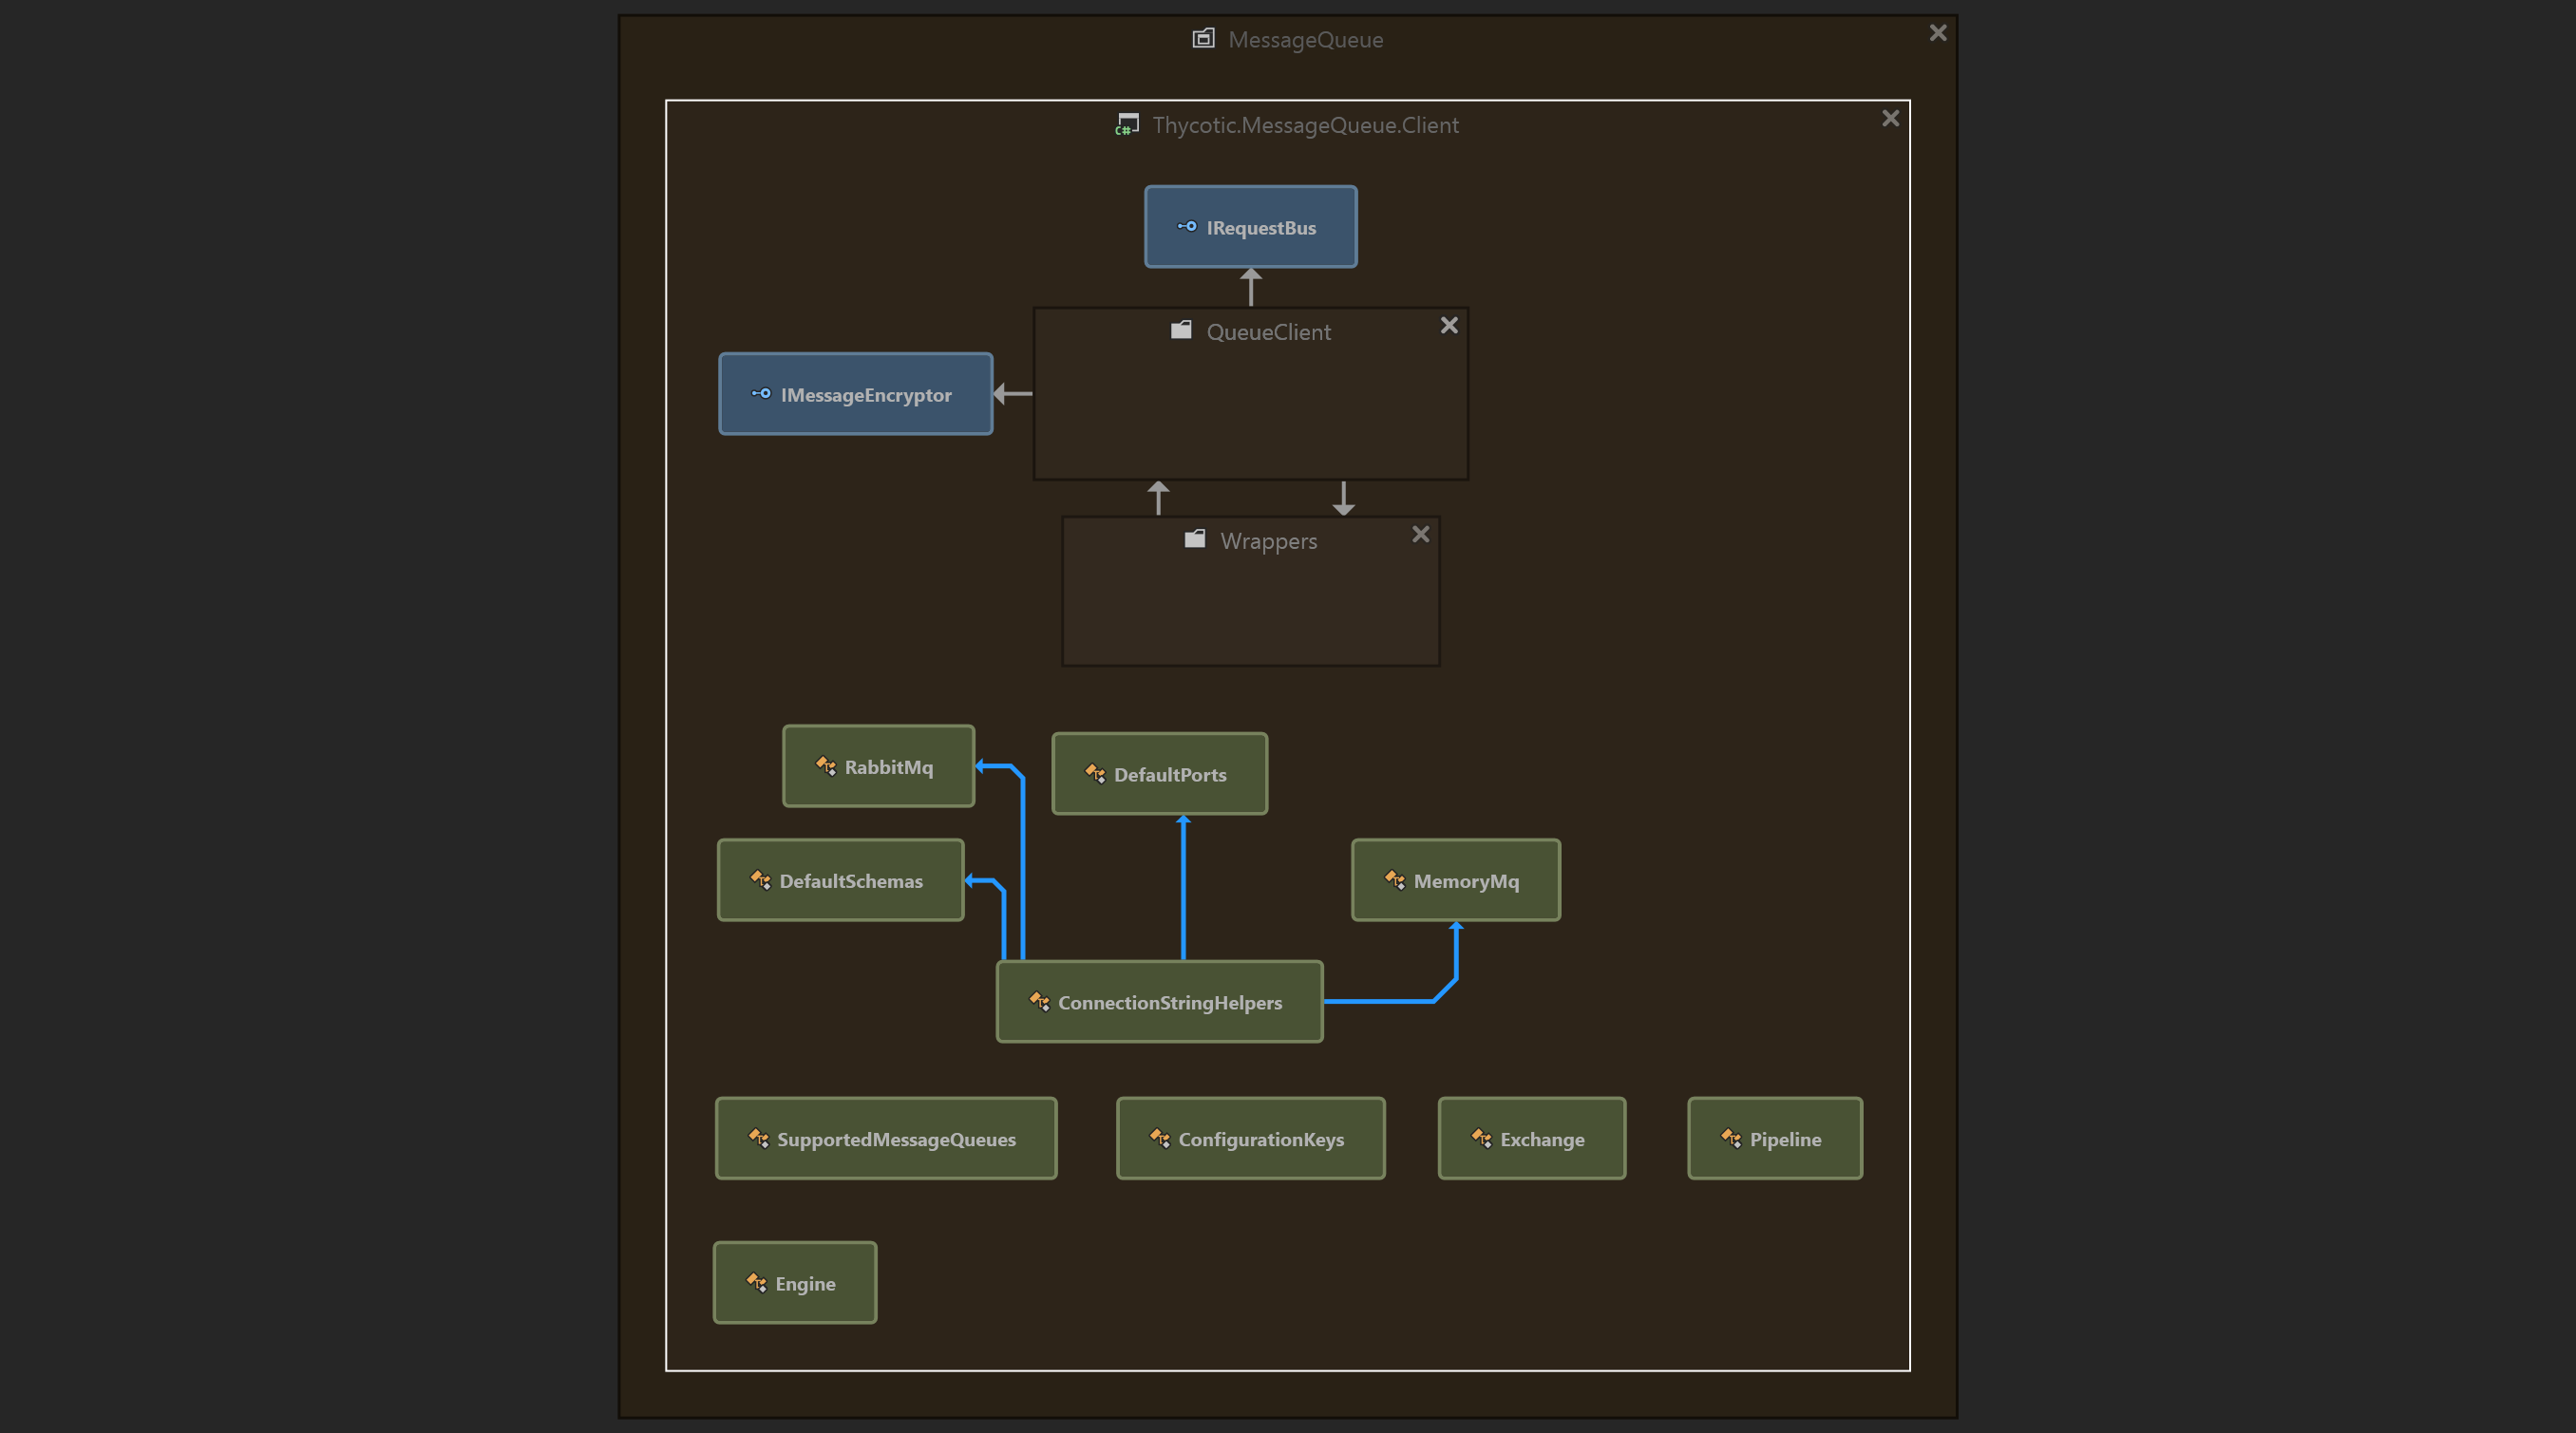 MessageQueue
C# Thycotic.MessageQueue.Client
IRequestBus
QueueClient
IMessageEncryptor
Wrappers
RabbitMq
DefaultPorts
DefaultSchemas
MemoryMq
ConnectionStringHelpers
SupportedMessageQueues
ConfigurationKeys
Exchange
Pipeline
Engine